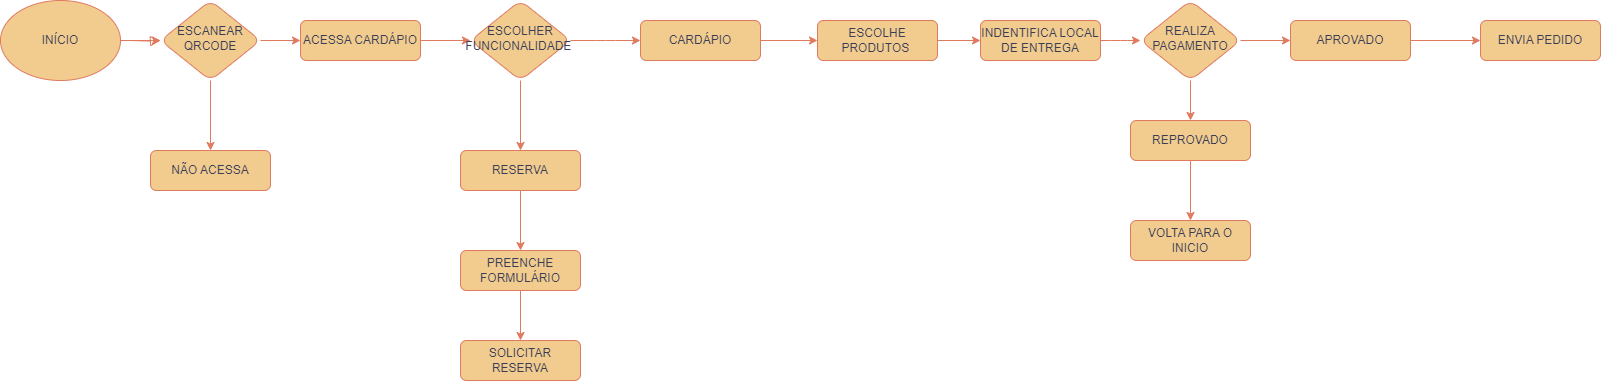 INÍCIO
ESCANEAR
QRCODE
ACESSA CARDÁPIO
ESCOLHER
FUNCIONALIDADE
CARDÁPIO
ESCOLHE
PRODUTOS
INDENTIFICA LOCAL
DE ENTREGA
REALIZA
PAGAMENTO
APROVADO
ENVIA PEDIDO
NÃO ACESSA
RESERVA
REPROVADO
PREENCHE
FORMULÁRIO
VOLTA PARA O
INICIO
SOLICITAR
RESERVA